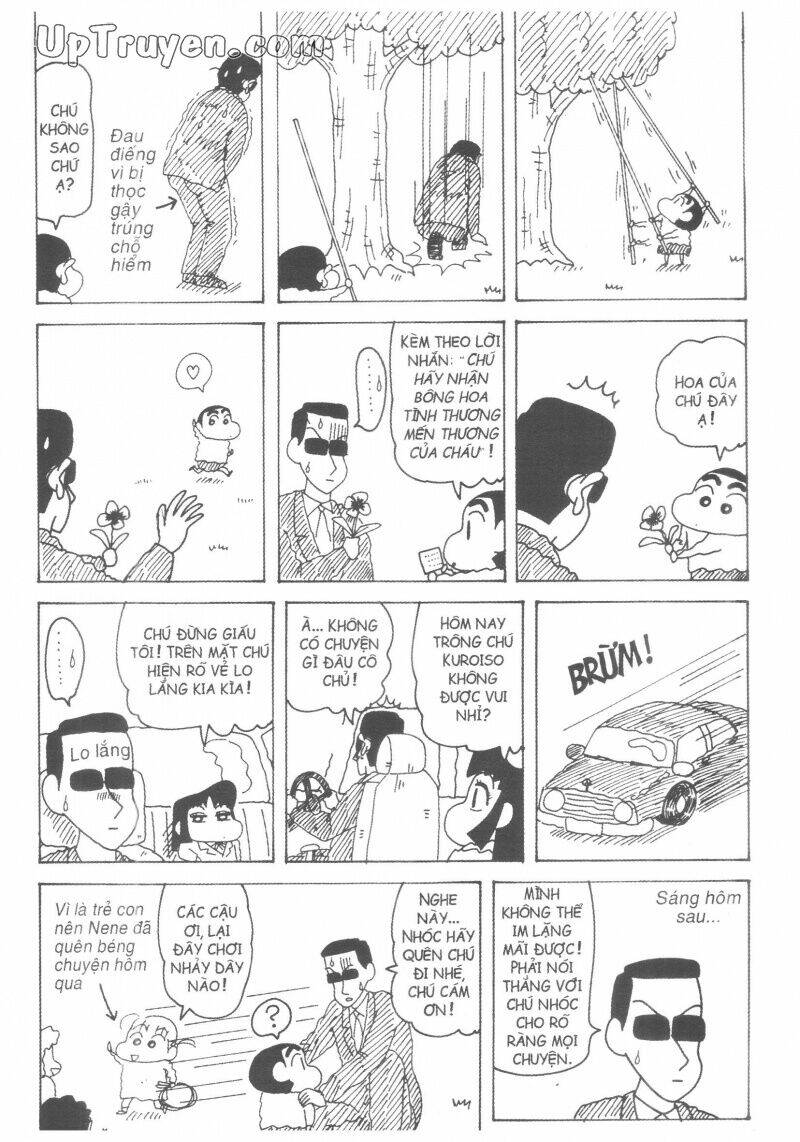 UpTruyen.com
Đau
điếng
vì bị
thọc
gậy
trúng
chỗ
hiểm
CHÚ
KHÔNG
SAO
CHỨ
Ạ?
HOA CỦA
CHÚ ĐÂY
Ạ!
KÈM THEO LỜI
NHẮN: "CHÚ
HÃY NHẬN
BÔNG HOA
TÌNH THƯƠNG
MẾN THƯƠNG
CỦA CHÁU"!
......
BRỪM!
HÔM NAY
TRÔNG CHÚ
KUROISO
KHÔNG
ĐƯỢC VUI
NHỈ?
À... KHÔNG
CÓ CHUYỆN
GÌ ĐÂU CÔ
CHỦ!
CHÚ ĐỪNG GIẤU
TÔI! TRÊN MẶT CHÚ
HIỆN RÕ VẺ LO
LẮNG KIA KÌA!
......
Lo lắng
Sáng hôm
sau...
MÌNH
KHÔNG THỂ
IM LẶNG
MÃI ĐƯỢC!
PHẢI NÓI
THẲNG VỚI
CHÚ NHÓC
CHO RÕ
RÀNG MỌI
CHUYỆN.
NGHE
NÀY...
NHÓC HÃY
QUÊN CHÚ
ĐI NHÉ,
CHÚ CÁM
ƠN!
?
CÁC CẬU
ƠI, LẠI
ĐÂY CHƠI
NHẢY DÂY
NÀO!
Vì là trẻ con
nên Nene đã
quên béng
chuyện hôm
qua